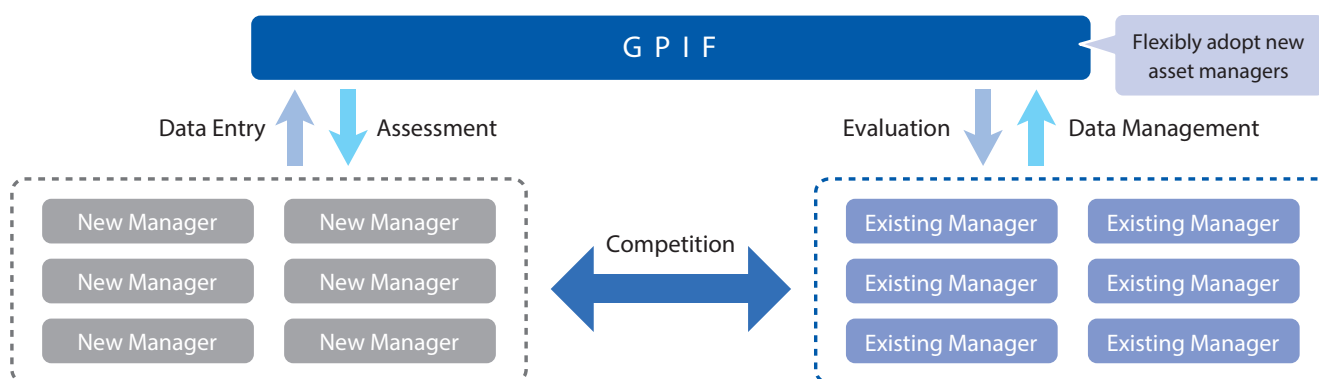 GPIF
Flexibly adopt new
asset managers
Data Entry
Assessment
Evaluation
Data Management
New Manager
New Manager
New Manager
New Manager
New Manager
New Manager
Competition
Existing Manager
Existing Manager
Existing Manager
Existing Manager
Existing Manager
Existing Manager